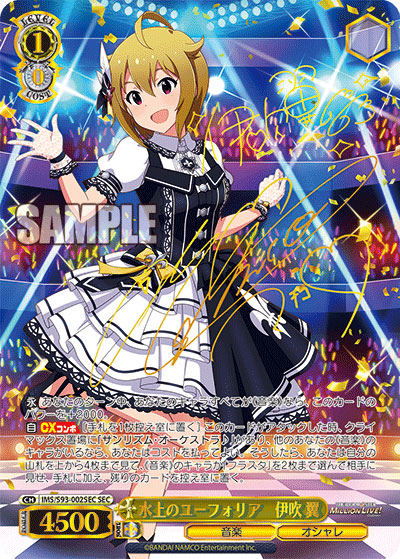 LEVEL
1
0
COST
SAMPLE
永 あなたのターン中、あなたのキャラすべてが《音楽》なら、このカードの
パワーを＋2000。
自 CXコンボ ［手札を1枚控え室に置く］ このカードがアタックした時、クライ
マックス置場に「サンリズム・オーケストラ♪」があり、他のあなたの《音楽》の
キャラがいるなら、あなたはコストを払ってよい。そうしたら、あなたは自分の
山札を上から4枚まで見て、《音楽》のキャラか「フラスタ」を2枚まで選んで相手に
見せ、手札に加え、残りのカードを控え室に置く。
CH IMS/S93-002SEC SEC
4500
水上のユーフォリア 伊吹 翼
THE IDOLM@STER
MILLION LIVE!
音楽 オシャレ
©BANDAI NAMCO Entertainment Inc.